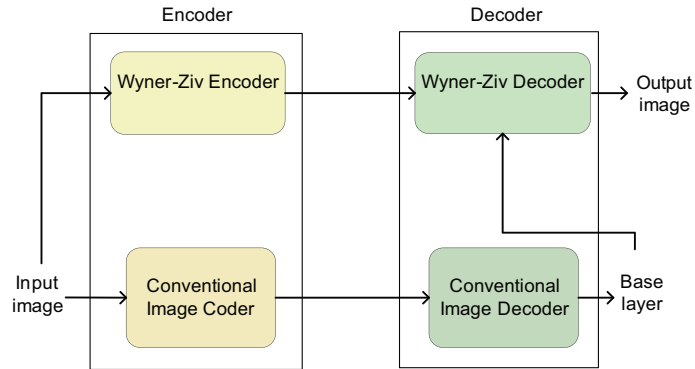 Encoder
Decoder
Wyner-Ziv Encoder
Wyner-Ziv Decoder
Output
image
Input
image
Conventional
Image Coder
Conventional
Image Decoder
Base
layer